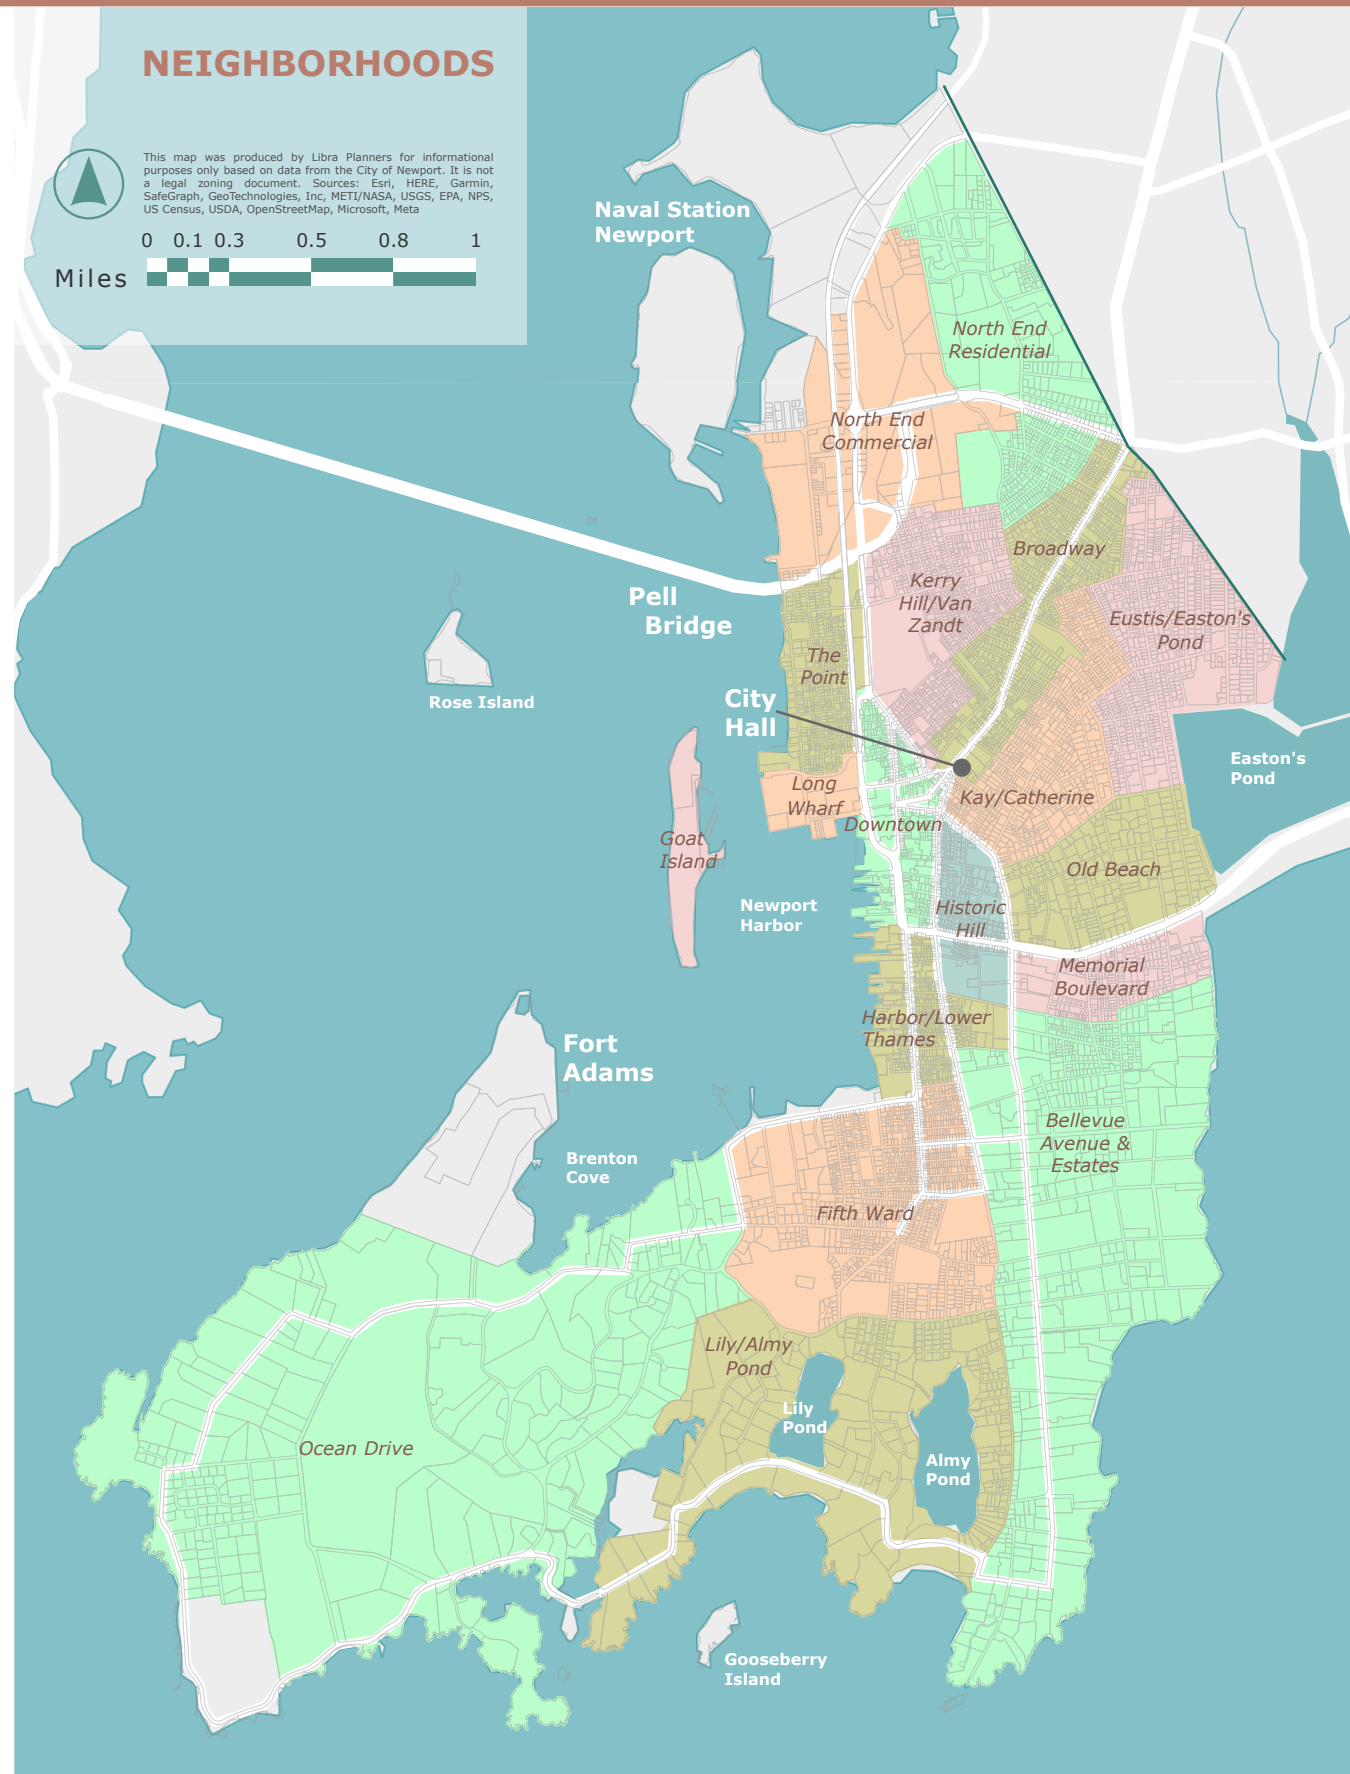 NEIGHBORHOODS
This map was produced by Libra Planners for informational
purposes only based on data from the City of Newport. It is not
a legal zoning document. Sources: Esri, HERE, Garmin,
SafeGraph, GeoTechnologies, Inc, METI/NASA, USGS, EPA, NPS,
US Census, USDA, OpenStreetMap, Microsoft, Meta
0 0.1 0.3 0.5 0.8 1
Miles
Naval Station
Newport
North End
Residential
North End
Commercial
Broadway
Kerry
Hill/Van
Zandt
Eustis/Easton's
Pond
Pell
Bridge
The
Point
Rose Island
City
Hall
Easton's
Pond
Long
Wharf
Kay/Catherine
Downtown
Goat
Island
Old Beach
Newport
Harbor
Historic
Hill
Memorial
Boulevard
Harbor/Lower
Thames
Fort
Adams
Bellevue
Avenue &
Estates
Brenton
Cove
Fifth Ward
Lily/Almy
Pond
Lily
Pond
Ocean Drive
Almy
Pond
Gooseberry
Island